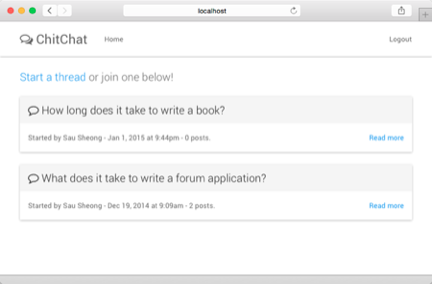 localhost
ChitChat Home Logout
Start a thread or join one below!
How long does it take to write a book?
Started by Sau Sheong - Jan 1, 2015 at 9:44pm - 0 posts. Read more
What does it take to write a forum application?
Started by Sau Sheong - Dec 19, 2014 at 9:09am - 2 posts. Read more